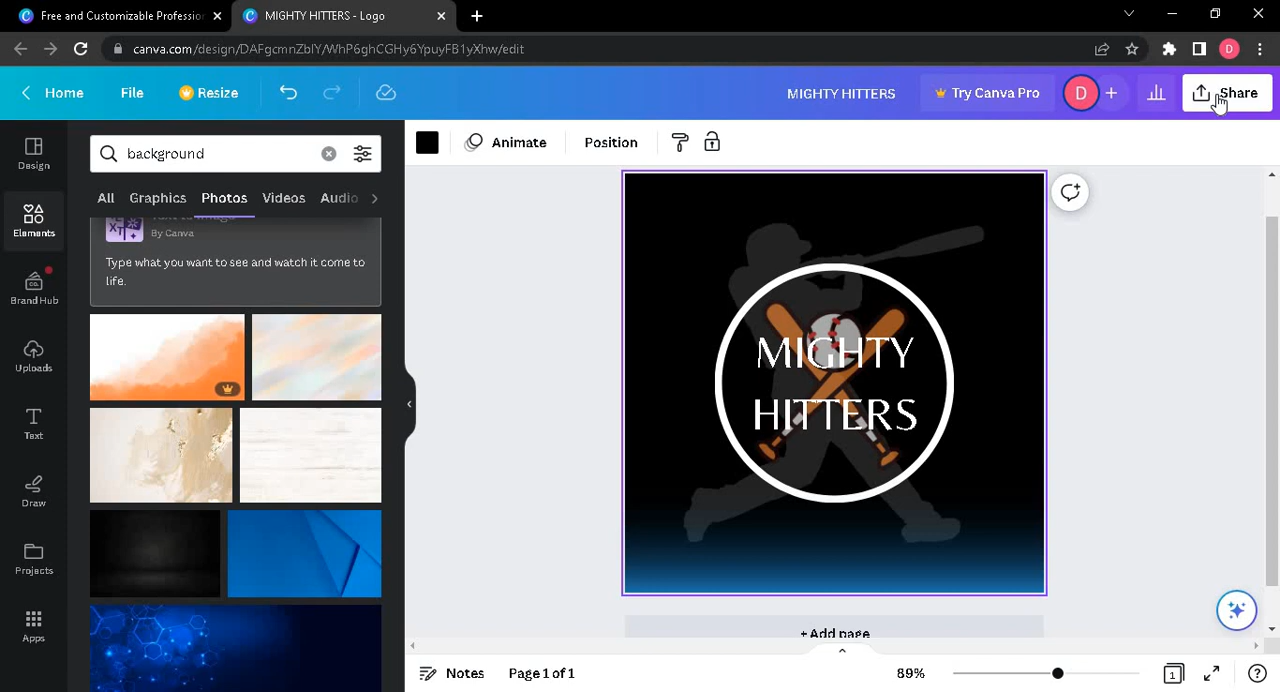 Free and Customizable Professio
MIGHTY HITTERS - Logo
canva.com/design/DAFgcmnZblY/WhP6ghCGHy6YpuyFB1yXhw/edit
D
Home
File
Resize
MIGHTY HITTERS
Try Canva Pro
D
Share
Design
Elements
Brand Hub
Uploads
Text
Draw
Projects
Apps
background
All
Graphics
Photos
Videos
Audio
By Canva
Type what you want to see and watch it come to
life.
Animate
Position
MIGHTY
HITTERS
+ Add page
Notes
Page 1 of 1
89%
1